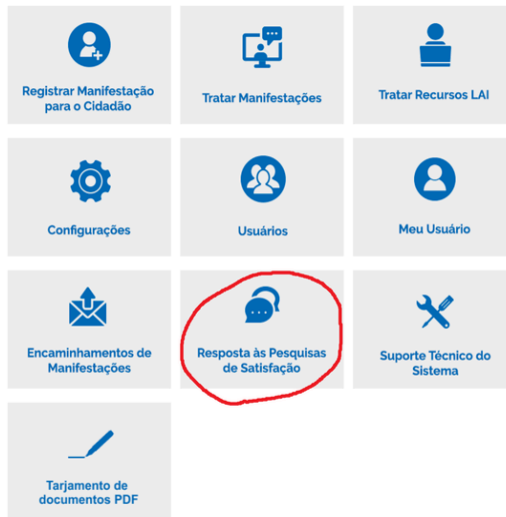 Registrar Manifestação
para o Cidadão
Tratar Manifestações
Tratar Recursos LAI
Configurações
Usuários
Meu Usuário
Encaminhamentos de
Manifestações
Resposta às Pesquisas
de Satisfação
Suporte Técnico do
Sistema
Tarjamento de
documentos PDF